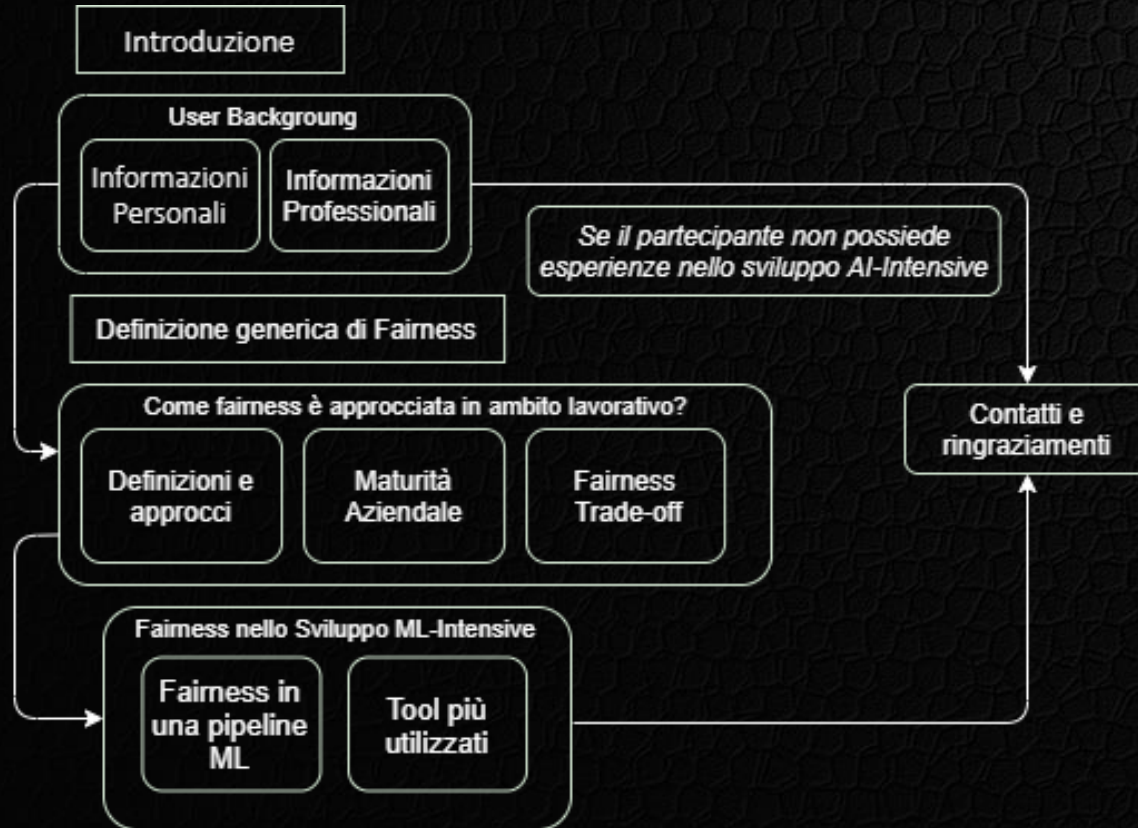 Introduzione
User Backgroung
Informazioni
Personali
Informazioni
Professionali
Se il partecipante non possiede
esperienze nello sviluppo AI-Intensive
Definizione generica di Fairness
Come fairness è approcciata in ambito lavorativo?
Definizioni e
approcci
Maturità
Aziendale
Fairness
Trade-off
Contatti e
ringraziamenti
Fairness nello Sviluppo ML-Intensive
Fairness in
una pipeline
ML
Tool più
utilizzati